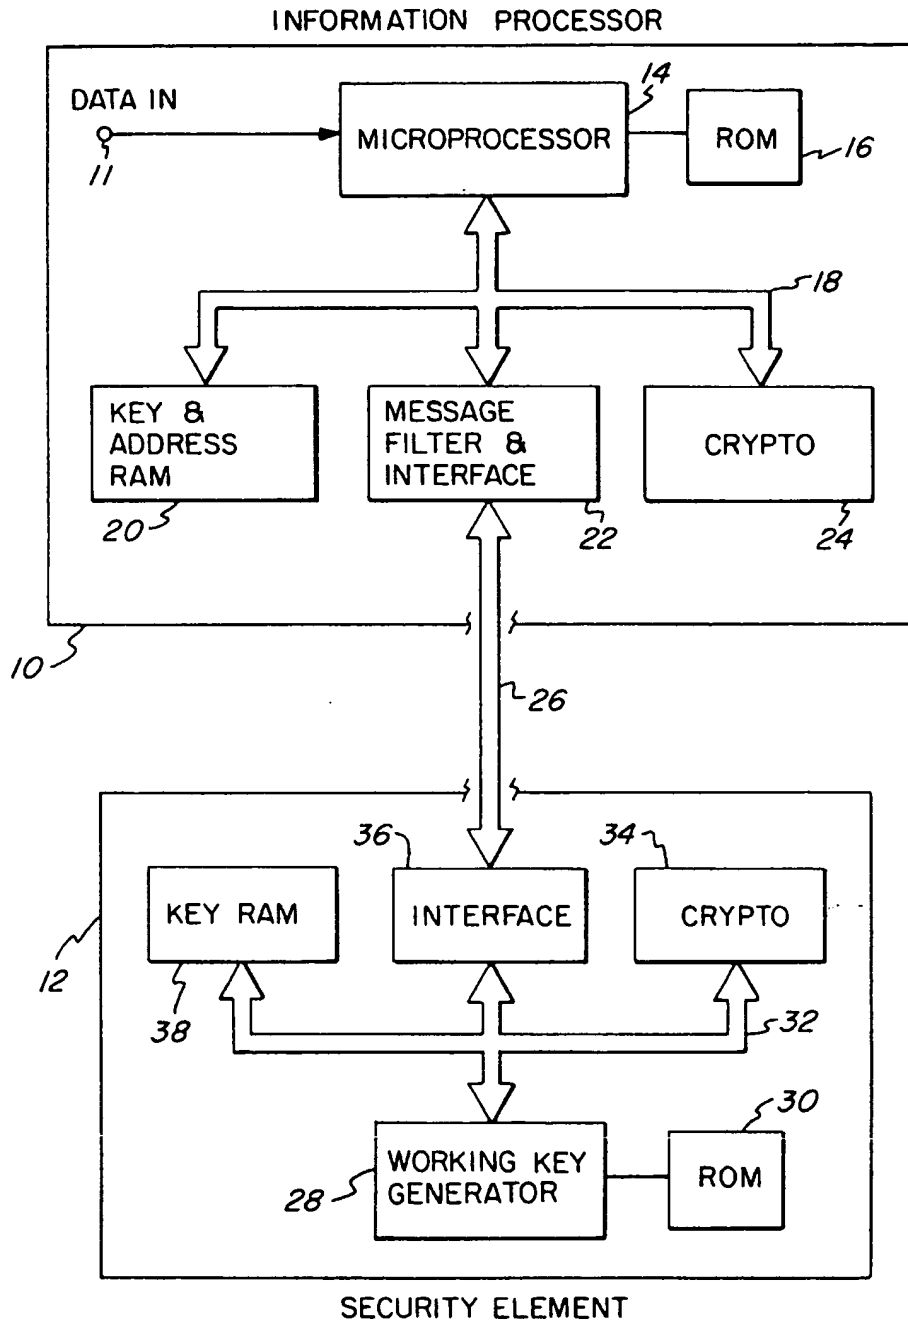 INFORMATION PROCESSOR
DATA IN
11
MICROPROCESSOR
14
ROM
16
18
KEY &
ADDRESS
RAM
20
MESSAGE
FILTER &
INTERFACE
22
CRYPTO
24
10
26
12
KEY RAM
38
36
INTERFACE
34
CRYPTO
32
28
WORKING KEY
GENERATOR
30
ROM
SECURITY ELEMENT